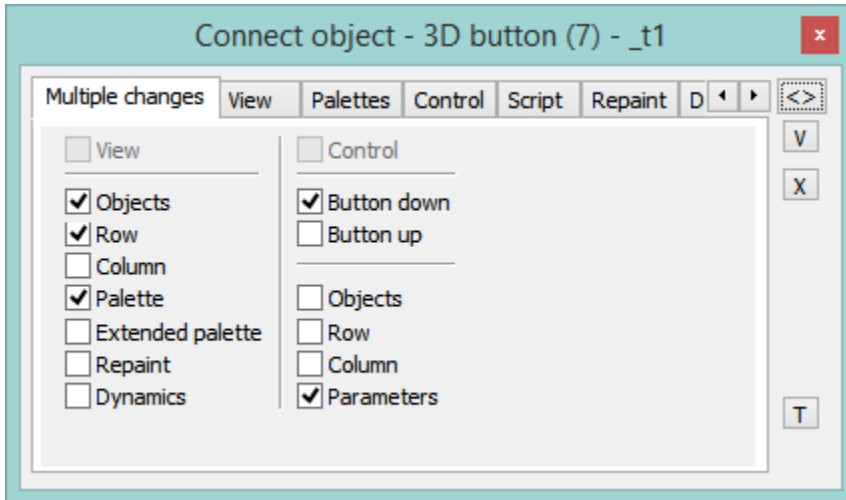 Connect object - 3D button (7) - _t1
x
Multiple changes View Palettes Control Script Repaint D
<>
V
X
T
View
Objects
Row
Column
Palette
Extended palette
Repaint
Dynamics
Control
Button down
Button up
Objects
Row
Column
Parameters